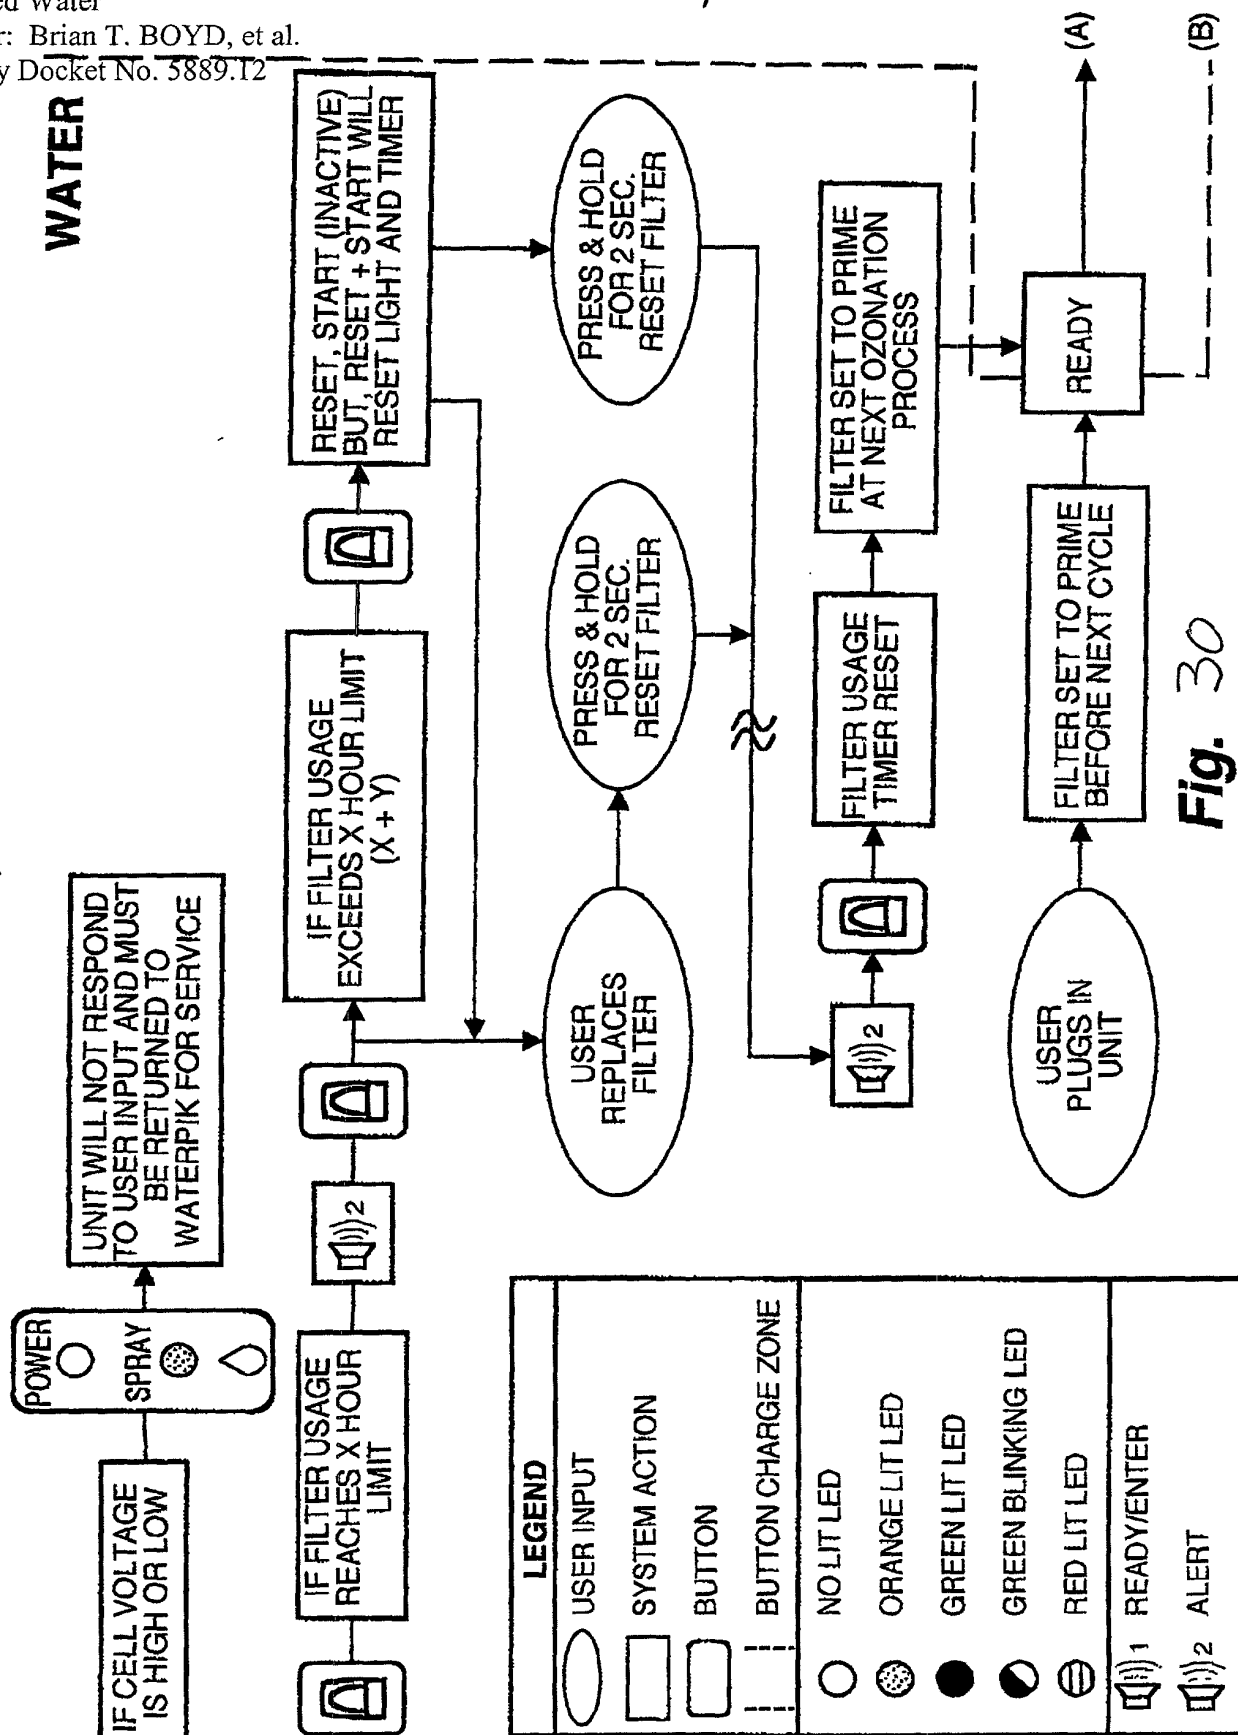 ed Water
r: Brian T. BOYD, et al.
y Docket No. 5889.12
WATER
IF CELL VOLTAGE
IS HIGH OR LOW
POWER
SPRAY
UNIT WILL NOT RESPOND
TO USER INPUT AND MUST
BE RETURNED TO
WATERPIK FOR SERVICE
IF FILTER USAGE
REACHES X HOUR
LIMIT
2
IF FILTER USAGE
EXCEEDS X HOUR LIMIT
(X + Y)
RESET, START (INACTIVE)
BUT, RESET + START WILL
RESET LIGHT AND TIMER
USER
REPLACES
FILTER
PRESS & HOLD
FOR 2 SEC.
RESET FILTER
PRESS & HOLD
FOR 2 SEC.
RESET FILTER
2
FILTER USAGE
TIMER RESET
FILTER SET TO PRIME
AT NEXT OZONATION
PROCESS
USER
PLUGS IN
UNIT
FILTER SET TO PRIME
BEFORE NEXT CYCLE
READY
(A)
(B)
LEGEND
USER INPUT
SYSTEM ACTION
BUTTON
BUTTON CHARGE ZONE
NO LIT LED
ORANGE LIT LED
GREEN LIT LED
GREEN BLINKING LED
RED LIT LED
1 READY/ENTER
2 ALERT
Fig. 30